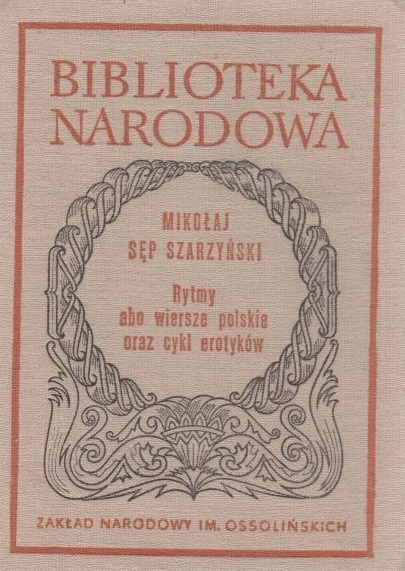 BIBLIOTEKA
NARODOWA
MIKOŁAJ
SĘP SZARZYŃSKI
Rytmy
abo wiersze polskie
oraz cykl erotyków
ZAKŁAD NARODOWY IM. OSSOLIŃSKICH